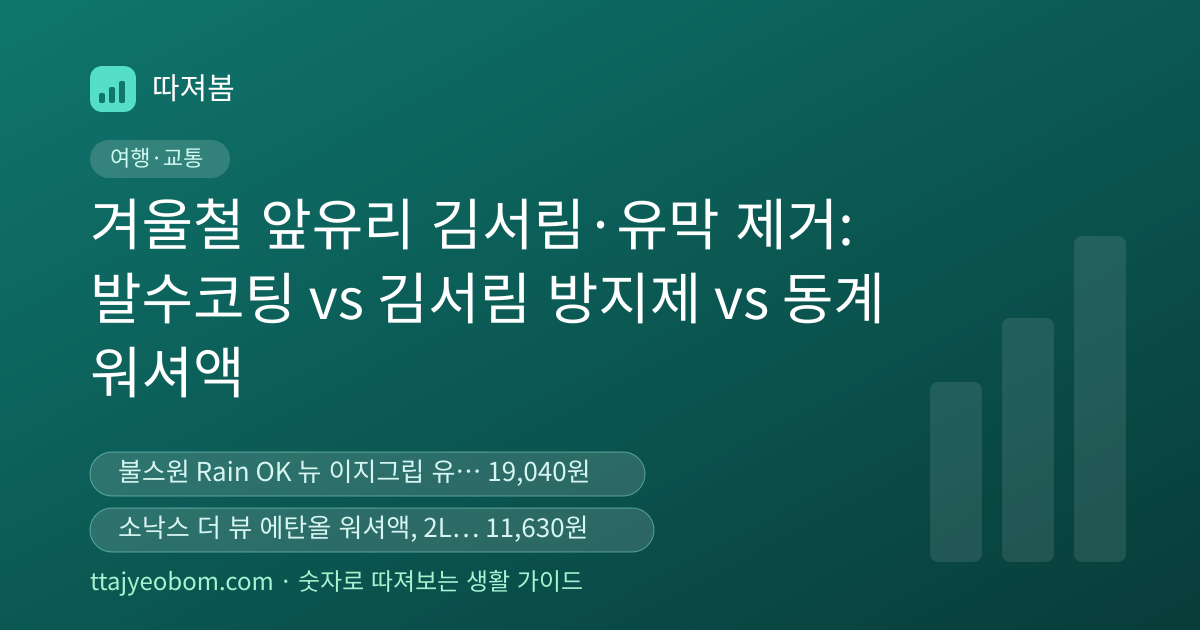 따져봄
여행·교통
겨울철 앞유리 김서림·유막 제거:
발수코팅 vs 김서림 방지제 vs 동계
워셔액
불스원 Rain OK 뉴 이지그립 유… 19,040원
소낙스 더 뷰 에탄올 워셔액, 2L… 11,630원
ttajyeobom.com · 숫자로 따져보는 생활 가이드